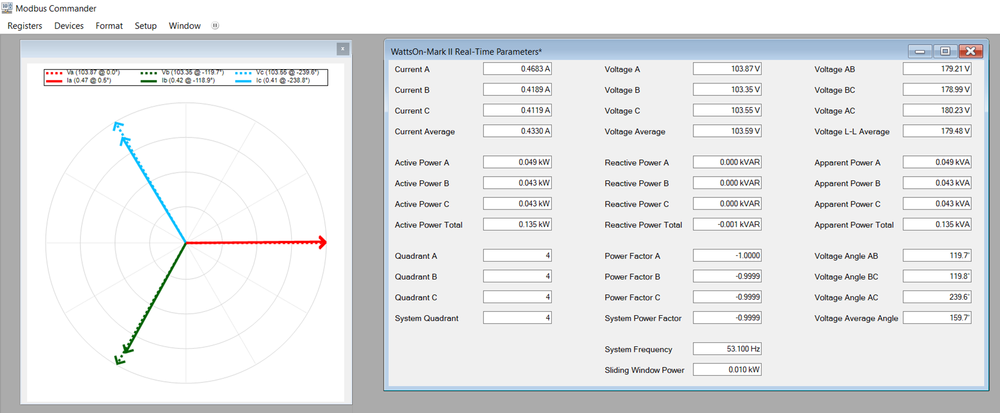 Modbus Commander
Registers Devices Format Setup Window
Va (103.87 @ 0.0°) Vb (103.35 @ -119.7°) Vc (103.55 @ -239.6°)
Ia (0.47 @ 0.5°) Ib (0.42 @ -118.9°) Ic (0.41 @ -238.8°)
WattsOn-Mark II Real-Time Parameters*
Current A 0.4683 A Voltage A 103.87 V Voltage AB 179.21 V
Current B 0.4189 A Voltage B 103.35 V Voltage BC 178.99 V
Current C 0.4119 A Voltage C 103.55 V Voltage AC 180.23 V
Current Average 0.4330 A Voltage Average 103.59 V Voltage L-L Average 179.48 V
Active Power A 0.049 kW Reactive Power A 0.000 kVAR Apparent Power A 0.049 kVA
Active Power B 0.043 kW Reactive Power B 0.000 kVAR Apparent Power B 0.043 kVA
Active Power C 0.043 kW Reactive Power C 0.000 kVAR Apparent Power C 0.043 kVA
Active Power Total 0.135 kW Reactive Power Total -0.001 kVAR Apparent Power Total 0.135 kVA
Quadrant A 4 Power Factor A -1.0000 Voltage Angle AB 119.7°
Quadrant B 4 Power Factor B -0.9999 Voltage Angle BC 119.8°
Quadrant C 4 Power Factor C -0.9999 Voltage Angle AC 239.6°
System Quadrant 4 System Power Factor -0.9999 Voltage Average Angle 159.7°
System Frequency 53.100 Hz
Sliding Window Power 0.010 kW